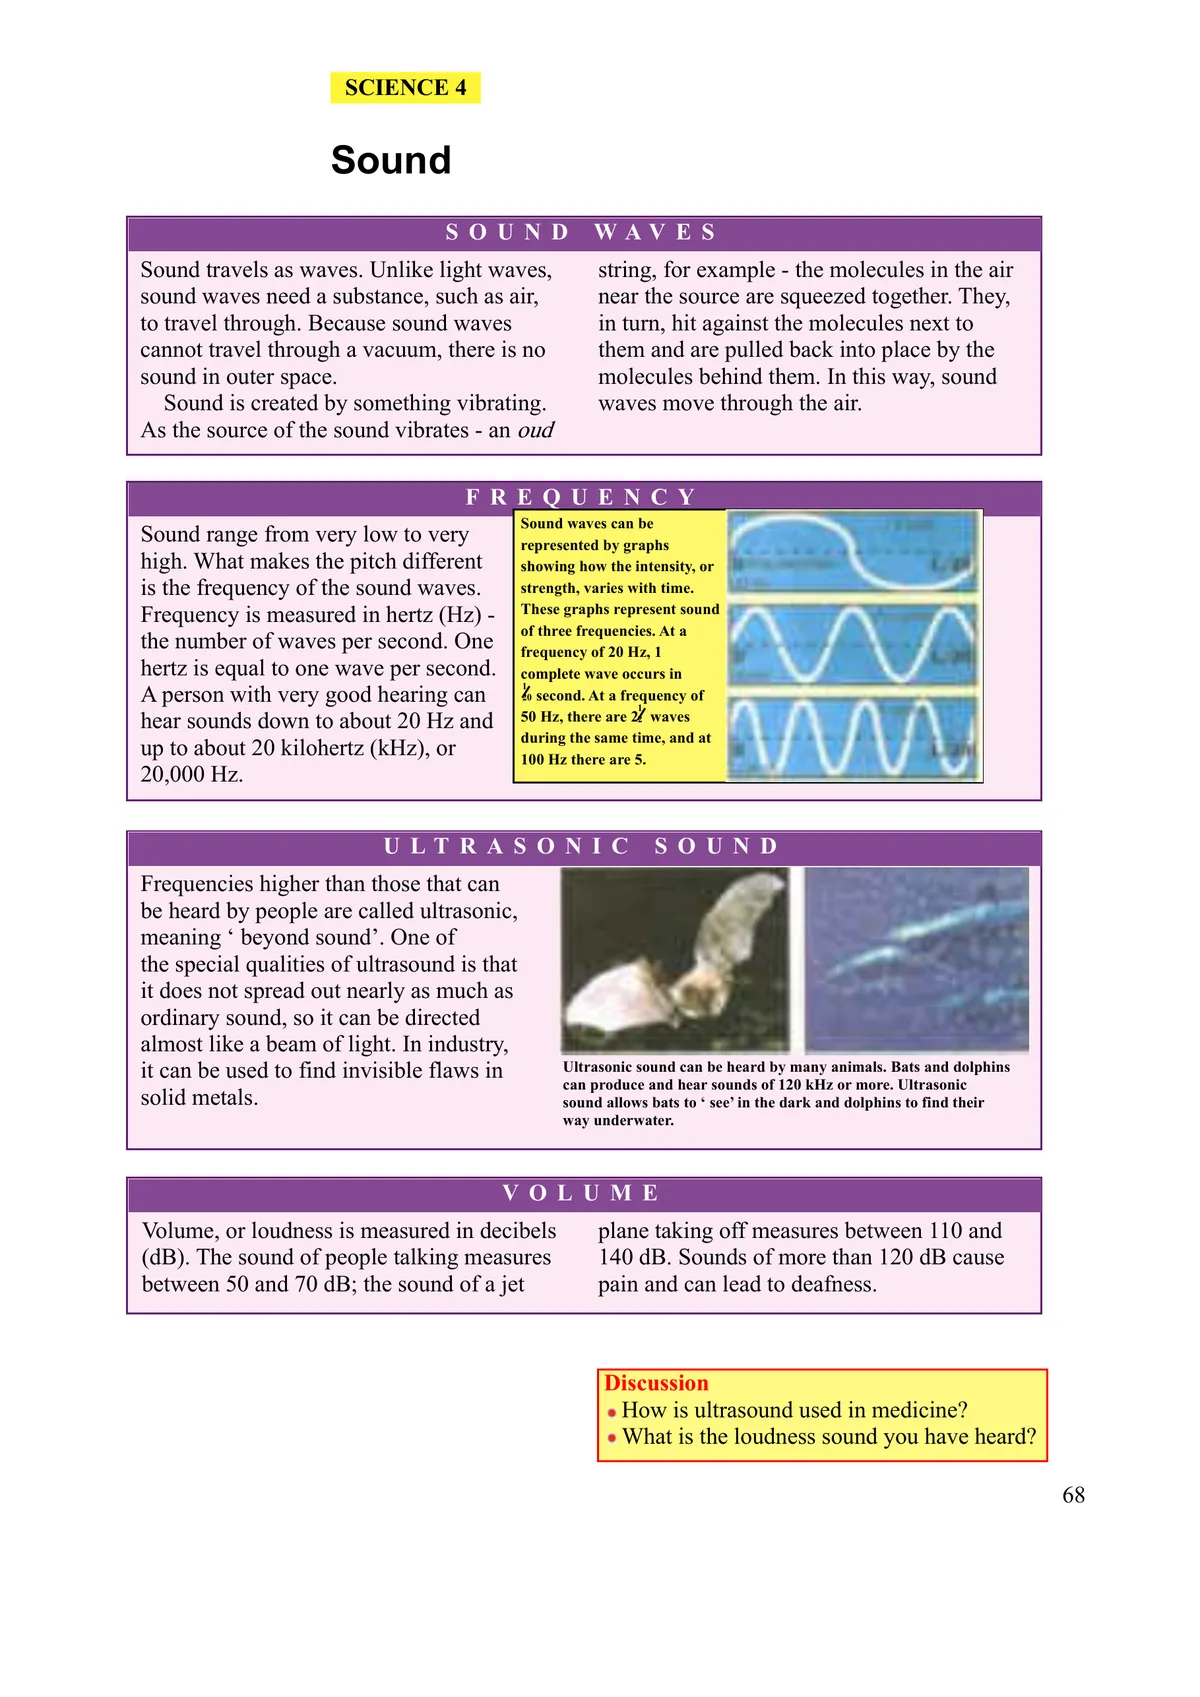 SCIENCE 4
Sound
SOUND WAVES
Sound travels as waves. Unlike light waves,
sound waves need a substance, such as air,
to travel through. Because sound waves
cannot travel through a vacuum, there is no
sound in outer space.
Sound is created by something vibrating.
As the source of the sound vibrates - an oud
string, for example - the molecules in the air
near the source are squeezed together. They,
in turn, hit against the molecules next to
them and are pulled back into place by the
molecules behind them. In this way, sound
waves move through the air.
FREQUENCY
Sound range from very low to very
high. What makes the pitch different
is the frequency of the sound waves.
Frequency is measured in hertz (Hz) -
the number of waves per second. One
hertz is equal to one wave per second.
A person with very good hearing can
hear sounds down to about 20 Hz and
up to about 20 kilohertz (kHz), or
20,000 Hz.
Sound waves can be
represented by graphs
showing how the intensity, or
strength, varies with time.
These graphs represent sound
of three frequencies. At a
frequency of 20 Hz, 1
complete wave occurs in
1/20 second. At a frequency of
50 Hz, there are 2 1/2 waves
during the same time, and at
100 Hz there are 5.
ULTRASONIC SOUND
Frequencies higher than those that can
be heard by people are called ultrasonic,
meaning ‘ beyond sound’. One of
the special qualities of ultrasound is that
it does not spread out nearly as much as
ordinary sound, so it can be directed
almost like a beam of light. In industry,
it can be used to find invisible flaws in
solid metals.
Ultrasonic sound can be heard by many animals. Bats and dolphins
can produce and hear sounds of 120 kHz or more. Ultrasonic
sound allows bats to ‘ see’ in the dark and dolphins to find their
way underwater.
VOLUME
Volume, or loudness is measured in decibels
(dB). The sound of people talking measures
between 50 and 70 dB; the sound of a jet
plane taking off measures between 110 and
140 dB. Sounds of more than 120 dB cause
pain and can lead to deafness.
Discussion
How is ultrasound used in medicine?
What is the loudness sound you have heard?
68